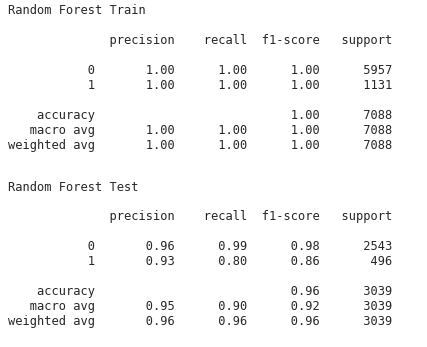 Random Forest Train
precision recall f1-score support
0 1.00 1.00 1.00 5957
1 1.00 1.00 1.00 1131
accuracy 1.00 7088
macro avg 1.00 1.00 1.00 7088
weighted avg 1.00 1.00 1.00 7088
Random Forest Test
precision recall f1-score support
0 0.96 0.99 0.98 2543
1 0.93 0.80 0.86 496
accuracy 0.96 3039
macro avg 0.95 0.90 0.92 3039
weighted avg 0.96 0.96 0.96 3039